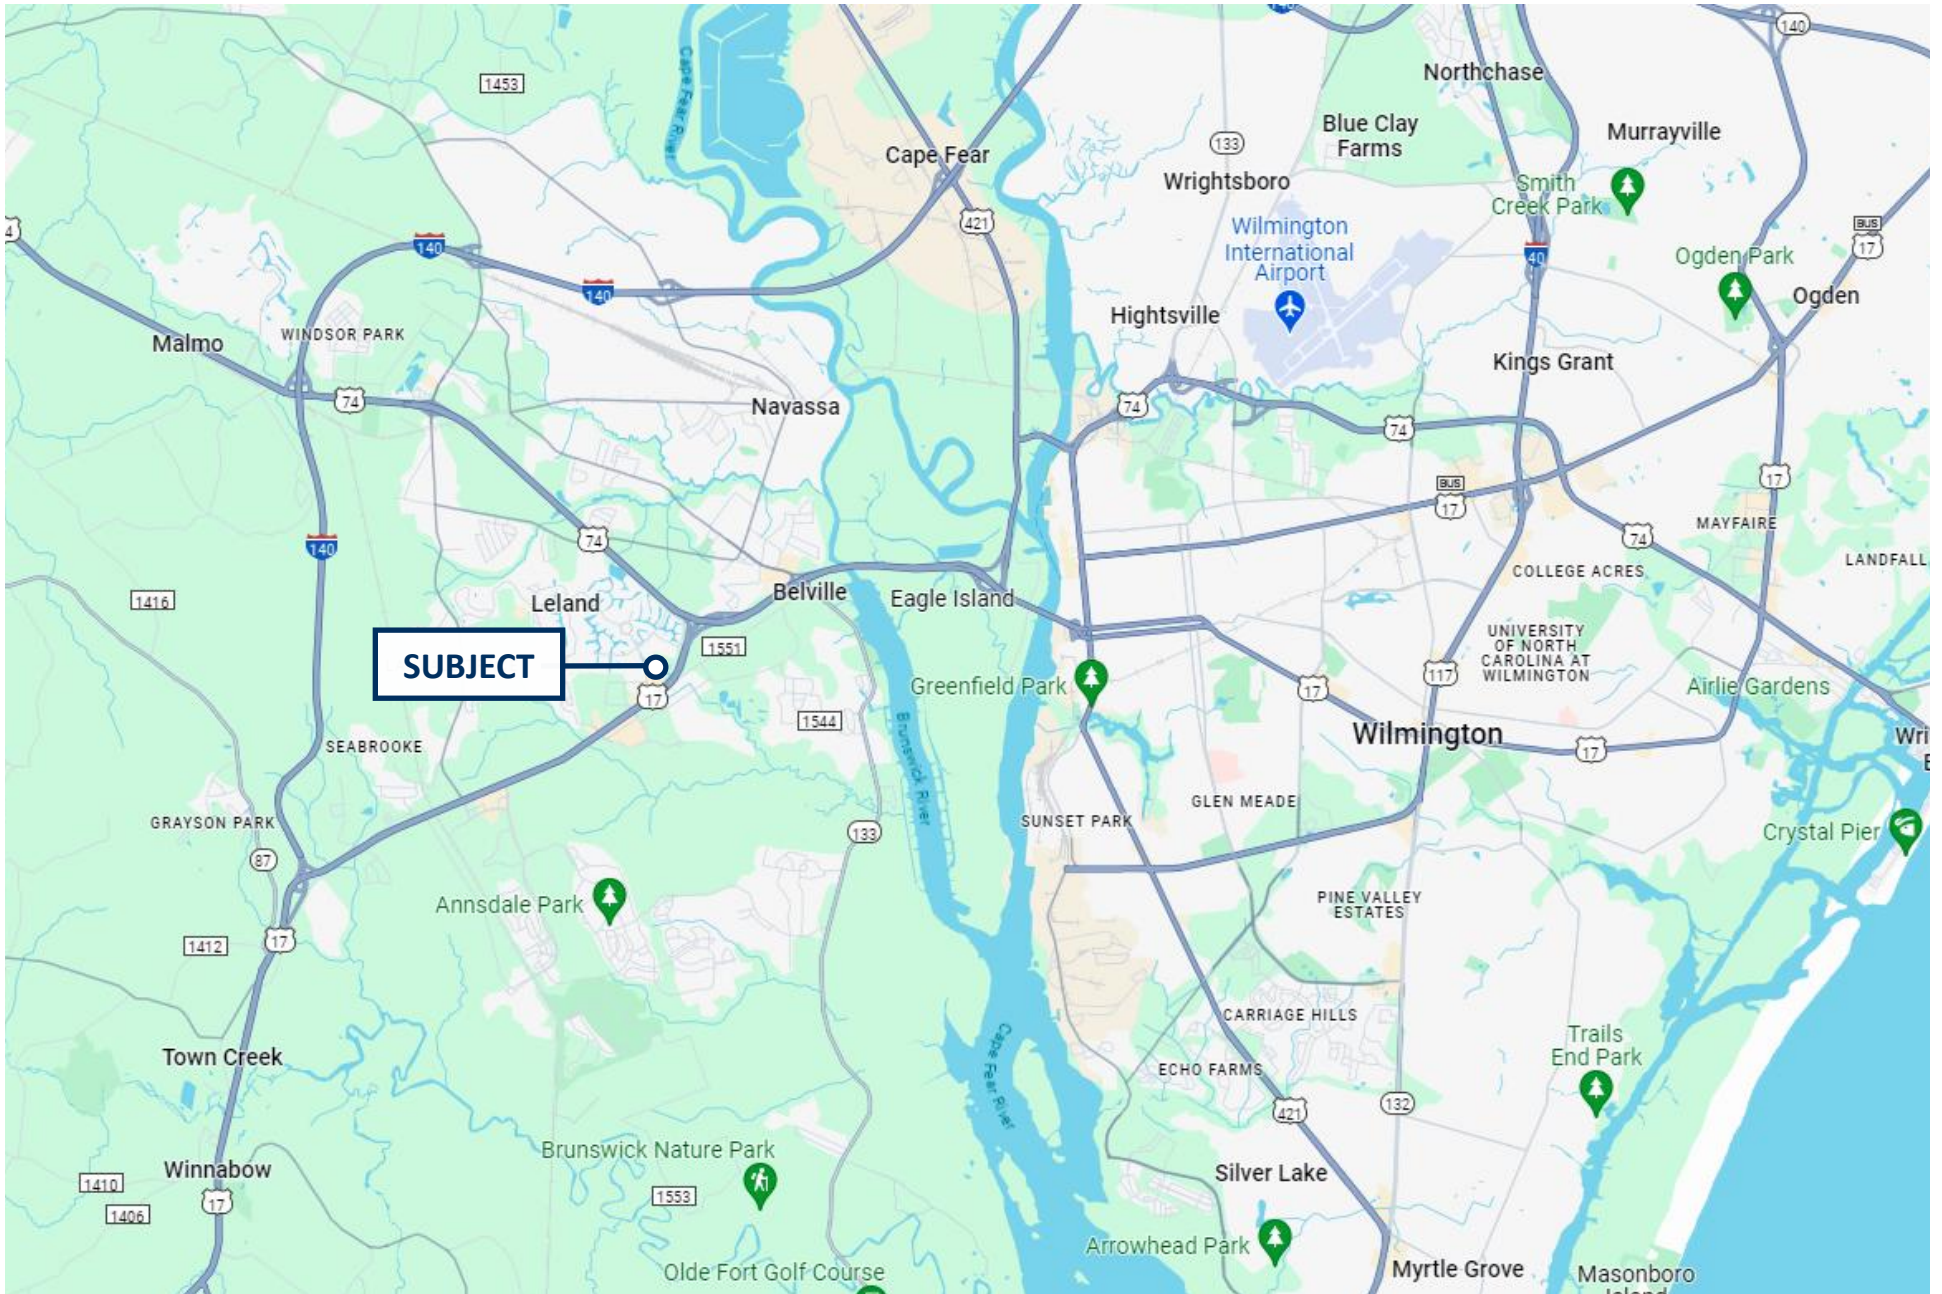 140
140
1453
Northchase
Cape Fear River
Blue Clay
Farms
Murrayville
133
Cape Fear
Wrightsboro
Smith
Creek Park
421
BUS
17
Wilmington
International
Airport
4
140
40
Ogden Park
140
Ogden
Hightsville
WINDSOR PARK
Malmo
Kings Grant
74
Navassa
74
74
17
BUS
17
MAYFAIRE
74
74
140
LANDFALL
COLLEGE ACRES
1416
Leland
Belville
Eagle Island
UNIVERSITY
OF NORTH
CAROLINA AT
WILMINGTON
1551
SUBJECT
117
17
Greenfield Park
17
Airlie Gardens
1544
Brunswick River
Wilmington
Wri
SEABROOKE
17
GLEN MEADE
GRAYSON PARK
SUNSET PARK
133
Crystal Pier
87
Annsdale Park
PINE VALLEY
ESTATES
1412
17
CARRIAGE HILLS
Cape Fear River
Trails
End Park
Town Creek
ECHO FARMS
421
132
Brunswick Nature Park
Winnabow
Silver Lake
1410
1553
17
1406
Arrowhead Park
Olde Fort Golf Course
Myrtle Grove
Masonboro